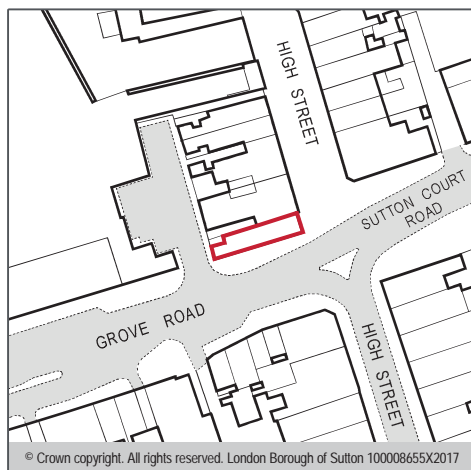 HIGH STREET
SUTTON COURT
ROAD
GROVE ROAD
HIGH STREET
© Crown copyright. All rights reserved. London Borough of Sutton 100008655X2017